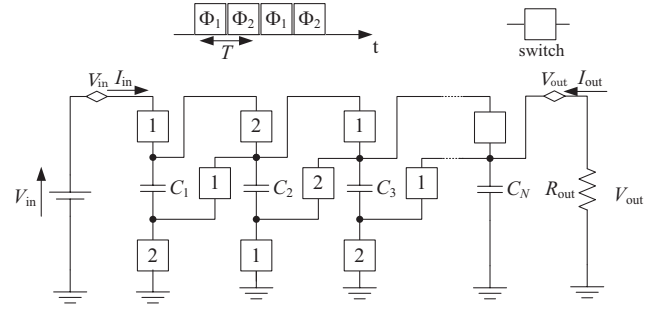 Φ1 Φ2 Φ1 Φ2
T
t
switch
Vin Iin
Vout Iout
1 2 1
Vin
C1 1 C2 2 C3 1 CN Rout Vout
2 1 2